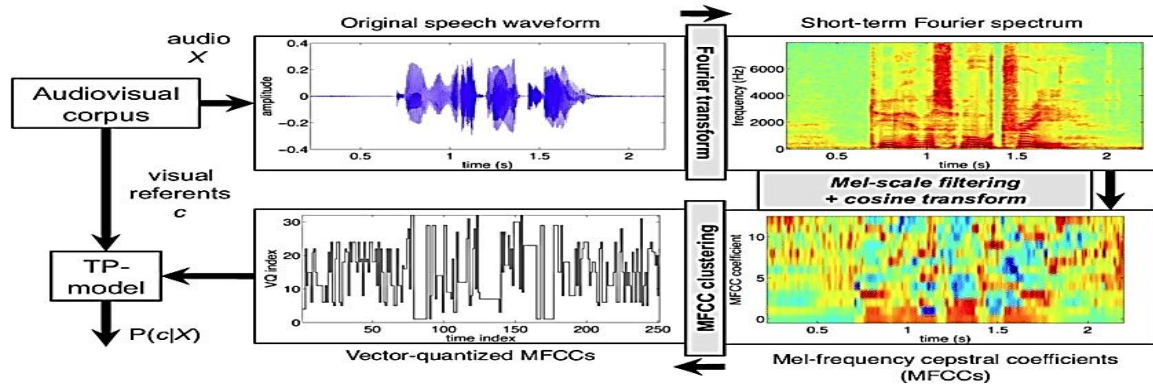 Original speech waveform
Short-term Fourier spectrum
audio
X
Audiovisual
corpus
0.4
0.2
0
−0.2
−0.4
amplitude
0.5
1
1.5
2
time (s)
Fourier transform
6000
4000
2000
0
frequency (Hz)
0.5
1
1.5
2
time (s)
visual
referents
c
Mel-scale filtering
+ cosine transform
TP-
model
P(c|X)
30
20
10
0
VQ index
50
100
150
200
250
time index
Vector-quantized MFCCs
MFCC clustering
10
5
0
MFCC coefficient
0.5
1
1.5
2
time (s)
Mel-frequency cepstral coefficients
(MFCCs)